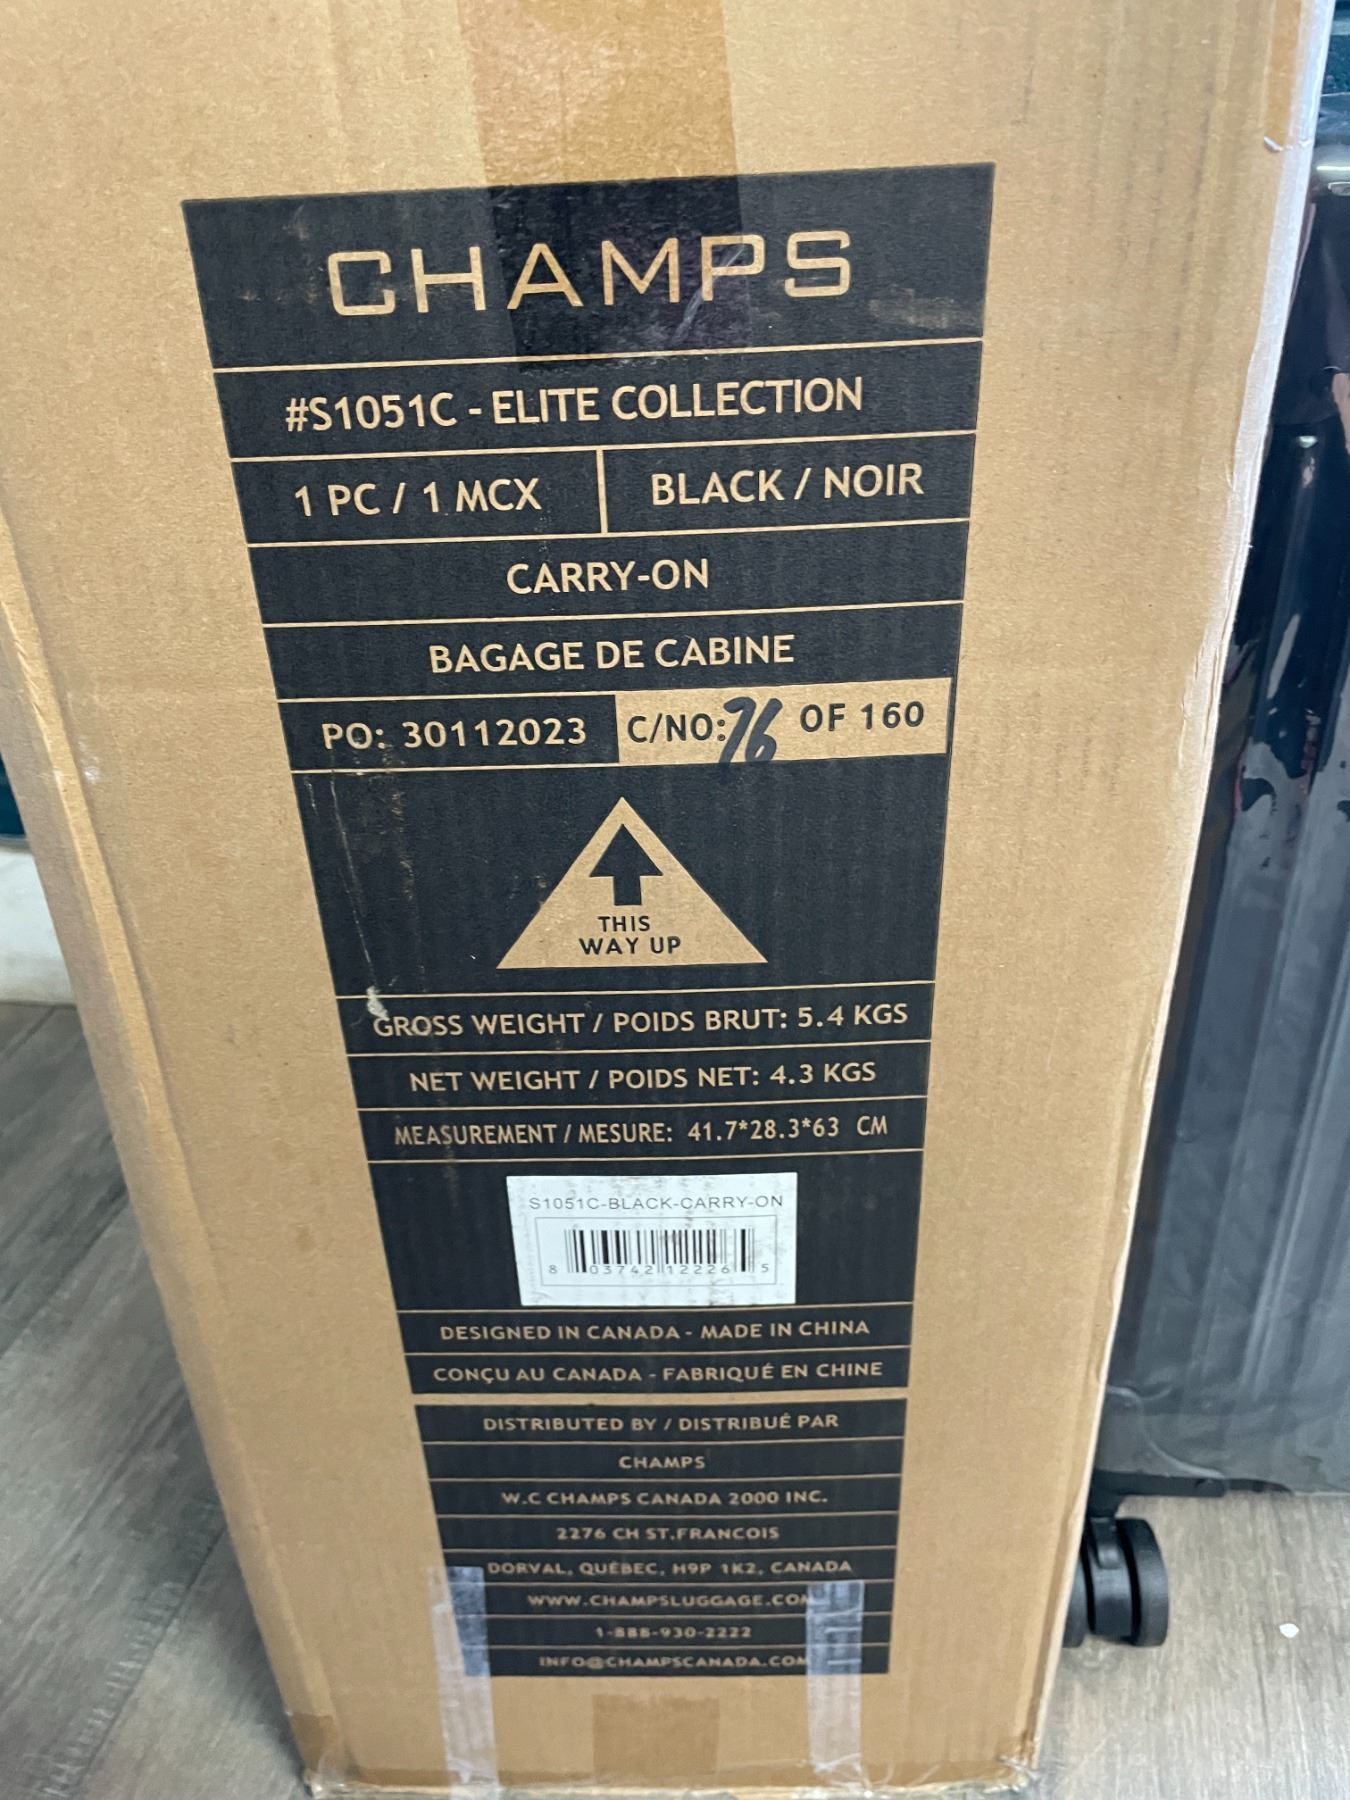 CHAMPS
#S1051C - ELITE COLLECTION
1 PC / 1 MCX
BLACK / NOIR
CARRY-ON
BAGAGE DE CABINE
PO: 30112023
C/NO: 76 OF 160
THIS
WAY UP
GROSS WEIGHT / POIDS BRUT: 5.4 KGS
NET WEIGHT / POIDS NET: 4.3 KGS
MEASUREMENT / MESURE: 41.7*28.3*63 CM
S1051C-BLACK-CARRY-ON
8 03742 12226 5
DESIGNED IN CANADA - MADE IN CHINA
CONÇU AU CANADA - FABRIQUÉ EN CHINE
DISTRIBUTED BY / DISTRIBUÉ PAR
CHAMPS
W.C CHAMPS CANADA 2000 INC.
2276 CH ST.FRANCOIS
DORVAL, QUÉBEC, H9P 1K2, CANADA
WWW.CHAMPSLUGGAGE.COM
1-888-930-2222
INFO@CHAMPSCANADA.COM